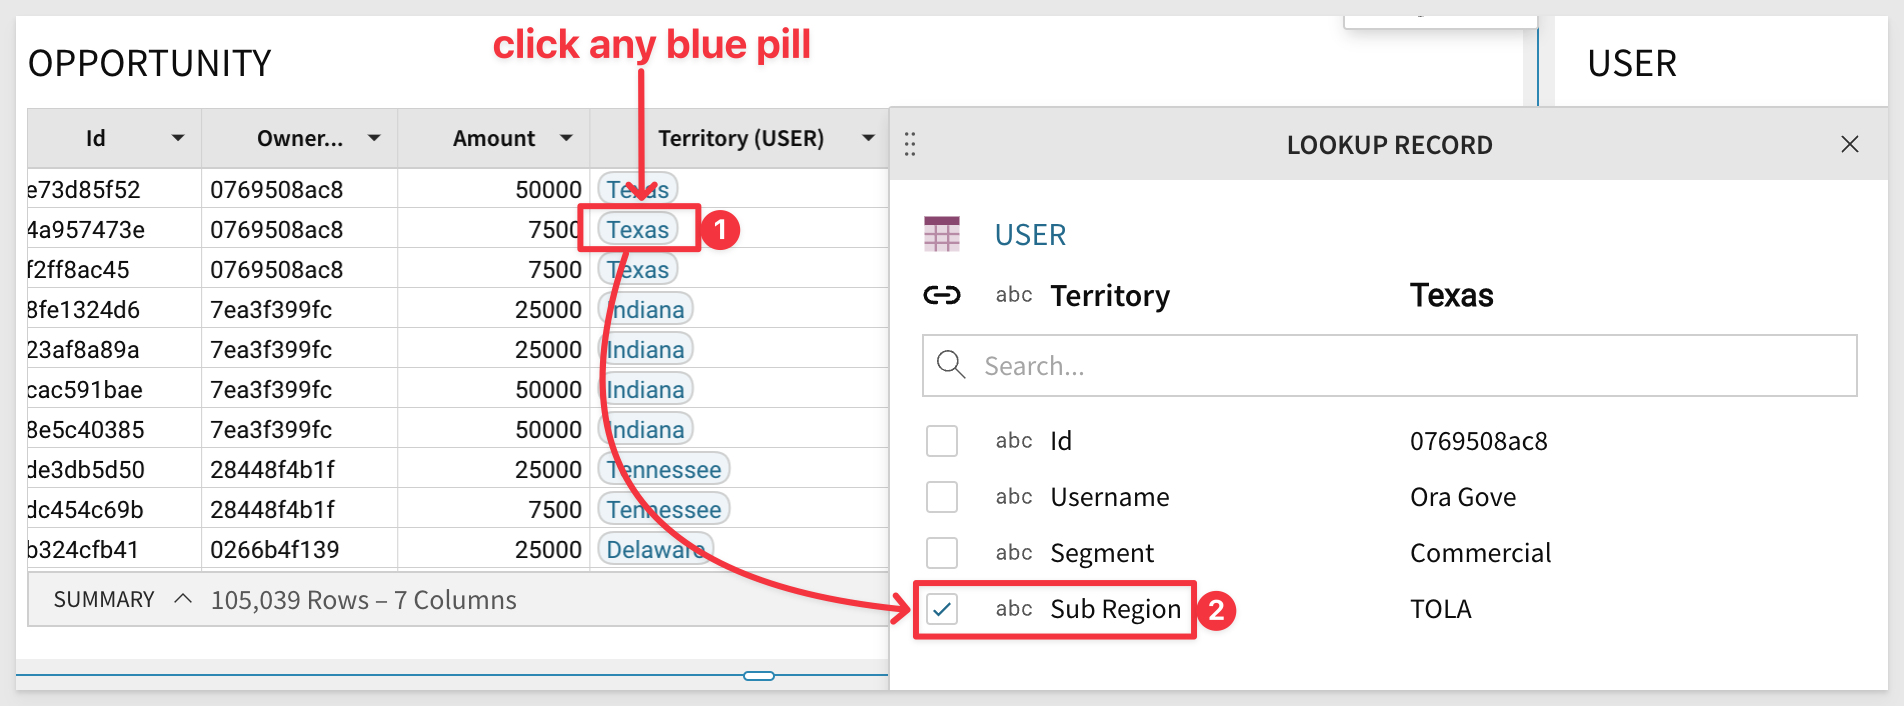 click any blue pill
OPPORTUNITY
USER
Id Owner... Amount Territory (USER)
e73d85f52 0769508ac8 50000 Texas
4a957473e 0769508ac8 7500 Texas 1
f2ff8ac45 0769508ac8 7500 Texas
8fe1324d6 7ea3f399fc 25000 Indiana
23af8a89a 7ea3f399fc 25000 Indiana
cac591bae 7ea3f399fc 50000 Indiana
8e5c40385 7ea3f399fc 50000 Indiana
de3db5d50 28448f4b1f 25000 Tennessee
dc454c69b 28448f4b1f 7500 Tennessee
b324cfb41 0266b4f139 25000 Delaware
SUMMARY 105,039 Rows – 7 Columns
LOOKUP RECORD
USER
abc Territory Texas
Search...
abc Id 0769508ac8
abc Username Ora Gove
abc Segment Commercial
abc Sub Region 2 TOLA